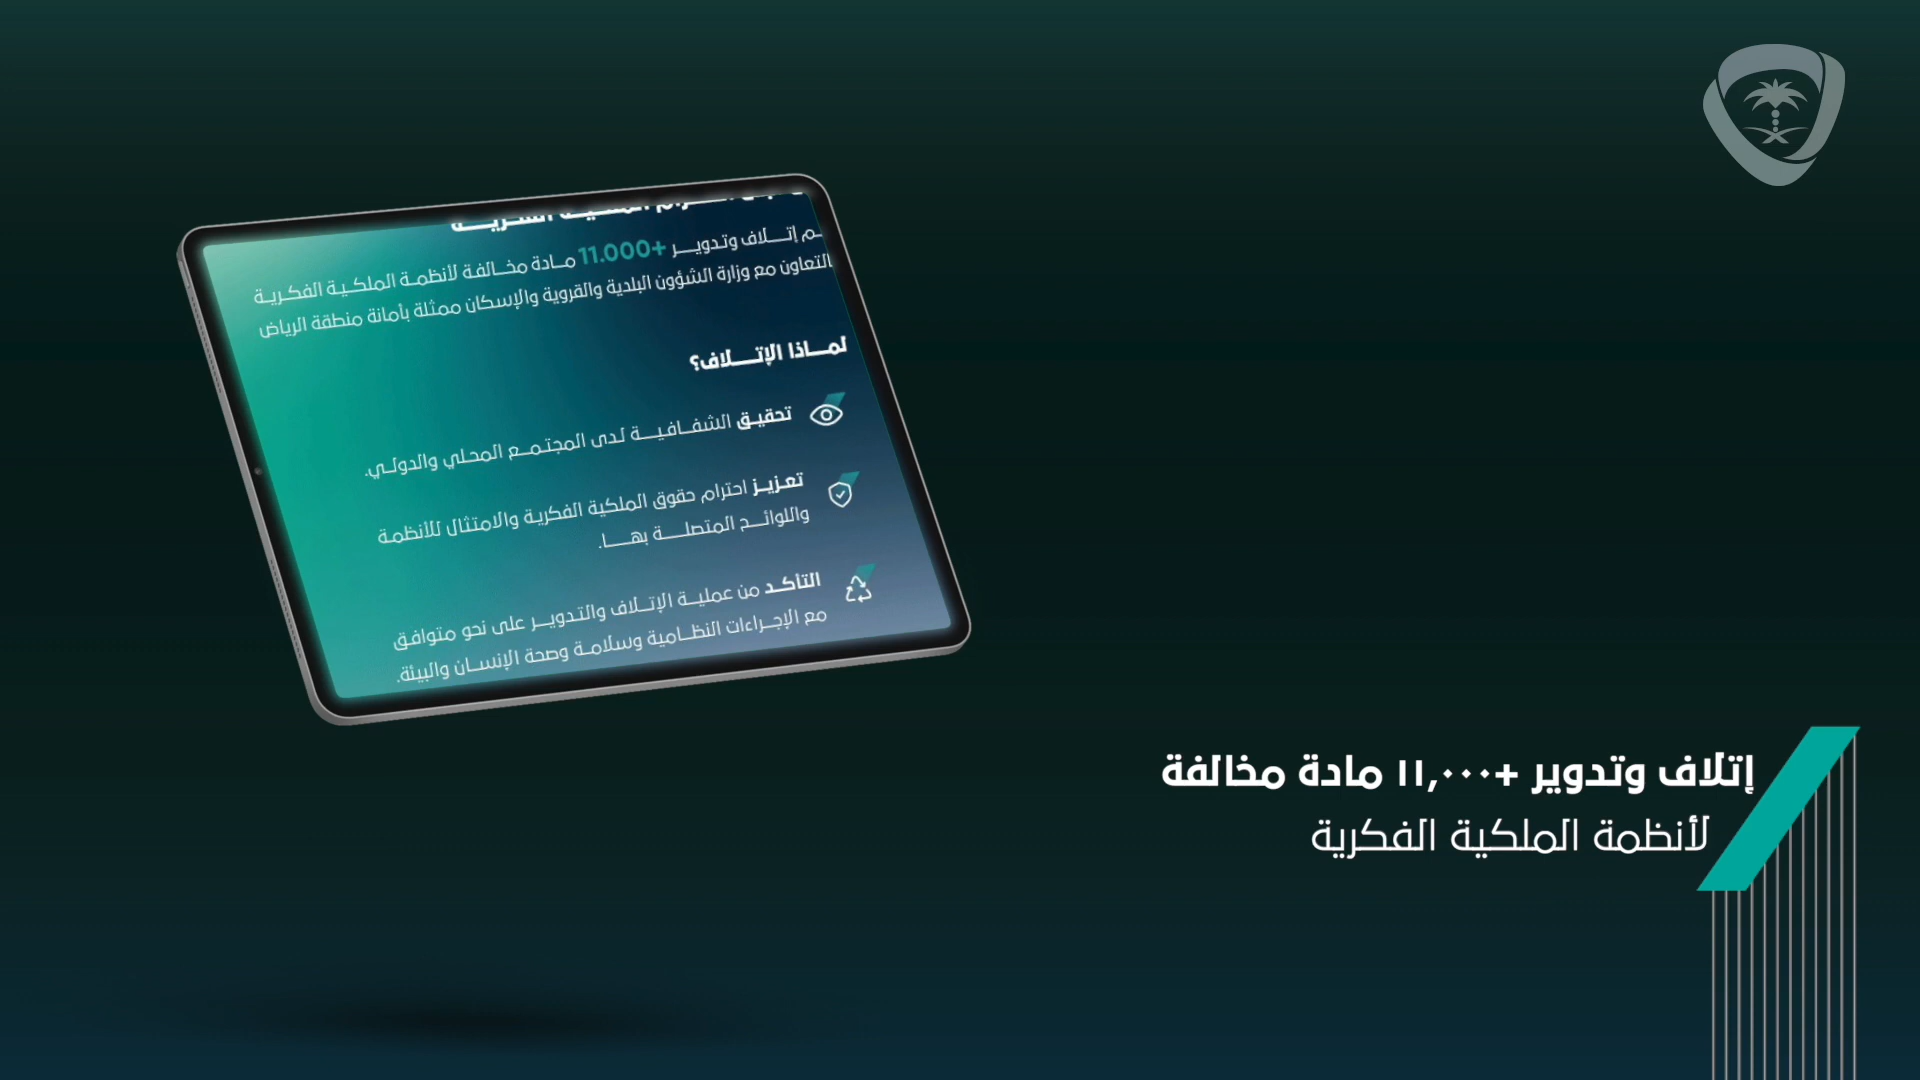 إتلاف وتدوير +١١,٠٠٠ مادة مخالفة
لأنظمة الملكية الفكرية
إتلاف وتدوير +11.000 مادة مخالفة لأنظمة الملكية الفكرية
التعاون مع وزارة الشؤون البلدية والقروية والإسكان ممثلة بأمانة منطقة الرياض
لماذا الإتلاف؟
تحقيق الشفافية لدى المجتمع المحلي والدولي.
تعزيز احترام حقوق الملكية الفكرية والامتثال للأنظمة
واللوائح المتصلة بها.
التأكد من عملية الإتلاف والتدوير على نحو متوافق
مع الإجراءات النظامية وسلامة وصحة الإنسان والبيئة.